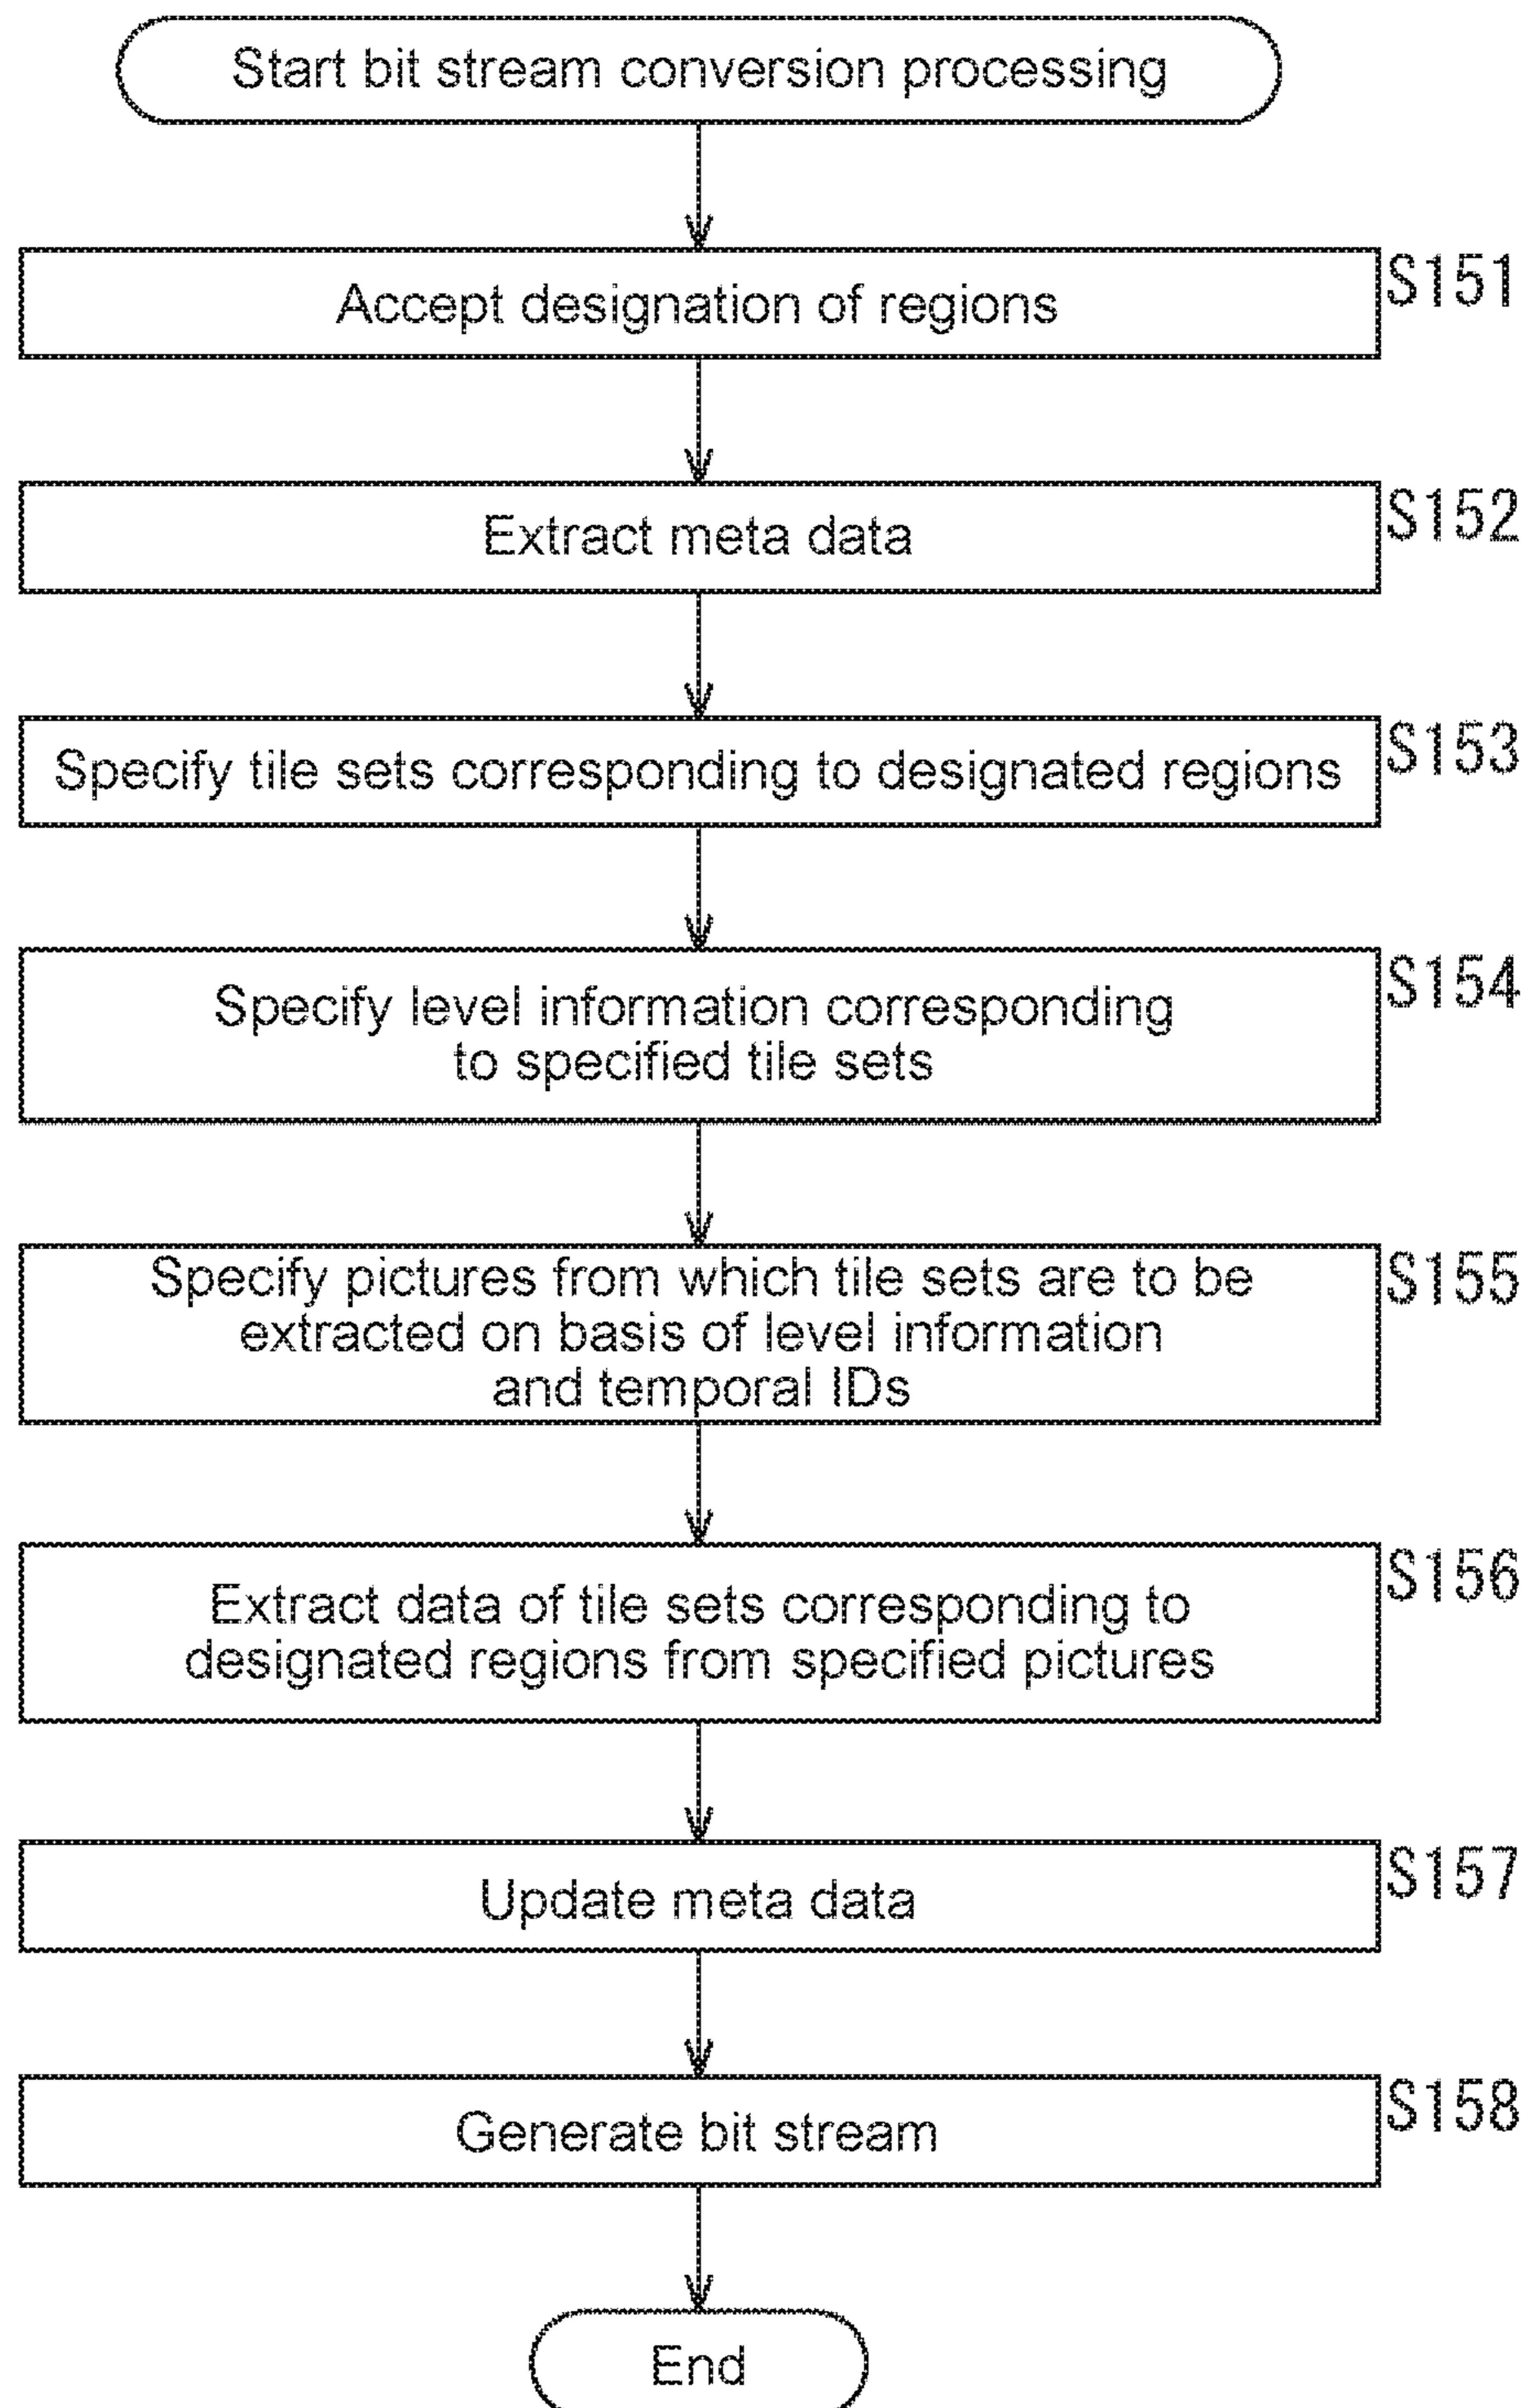 Start bit stream conversion processing
Accept designation of regions
S151
Extract meta data
S152
Specify tile sets corresponding to designated regions
S153
Specify level information corresponding
to specified tile sets
S154
Specify pictures from which tile sets are to be
extracted on basis of level information
and temporal IDs
S155
Extract data of tile sets corresponding to
designated regions from specified pictures
S156
Update meta data
S157
Generate bit stream
S158
End